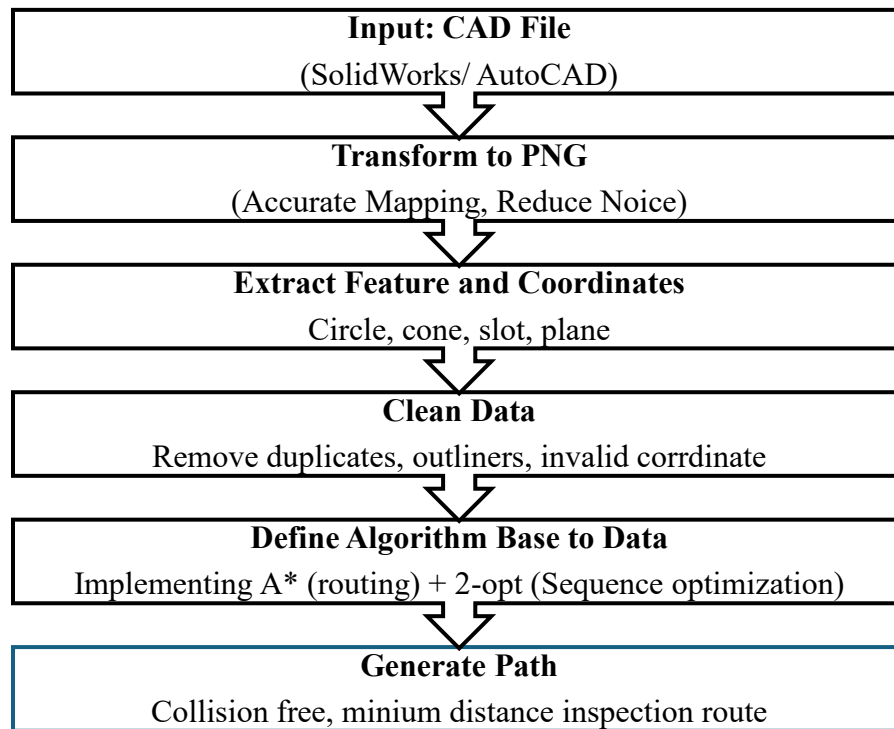 Input: CAD File
(SolidWorks/ AutoCAD)
Transform to PNG
(Accurate Mapping, Reduce Noice)
Extract Feature and Coordinates
Circle, cone, slot, plane
Clean Data
Remove duplicates, outliners, invalid corrdinate
Define Algorithm Base to Data
Implementing A* (routing) + 2-opt (Sequence optimization)
Generate Path
Collision free, minium distance inspection route